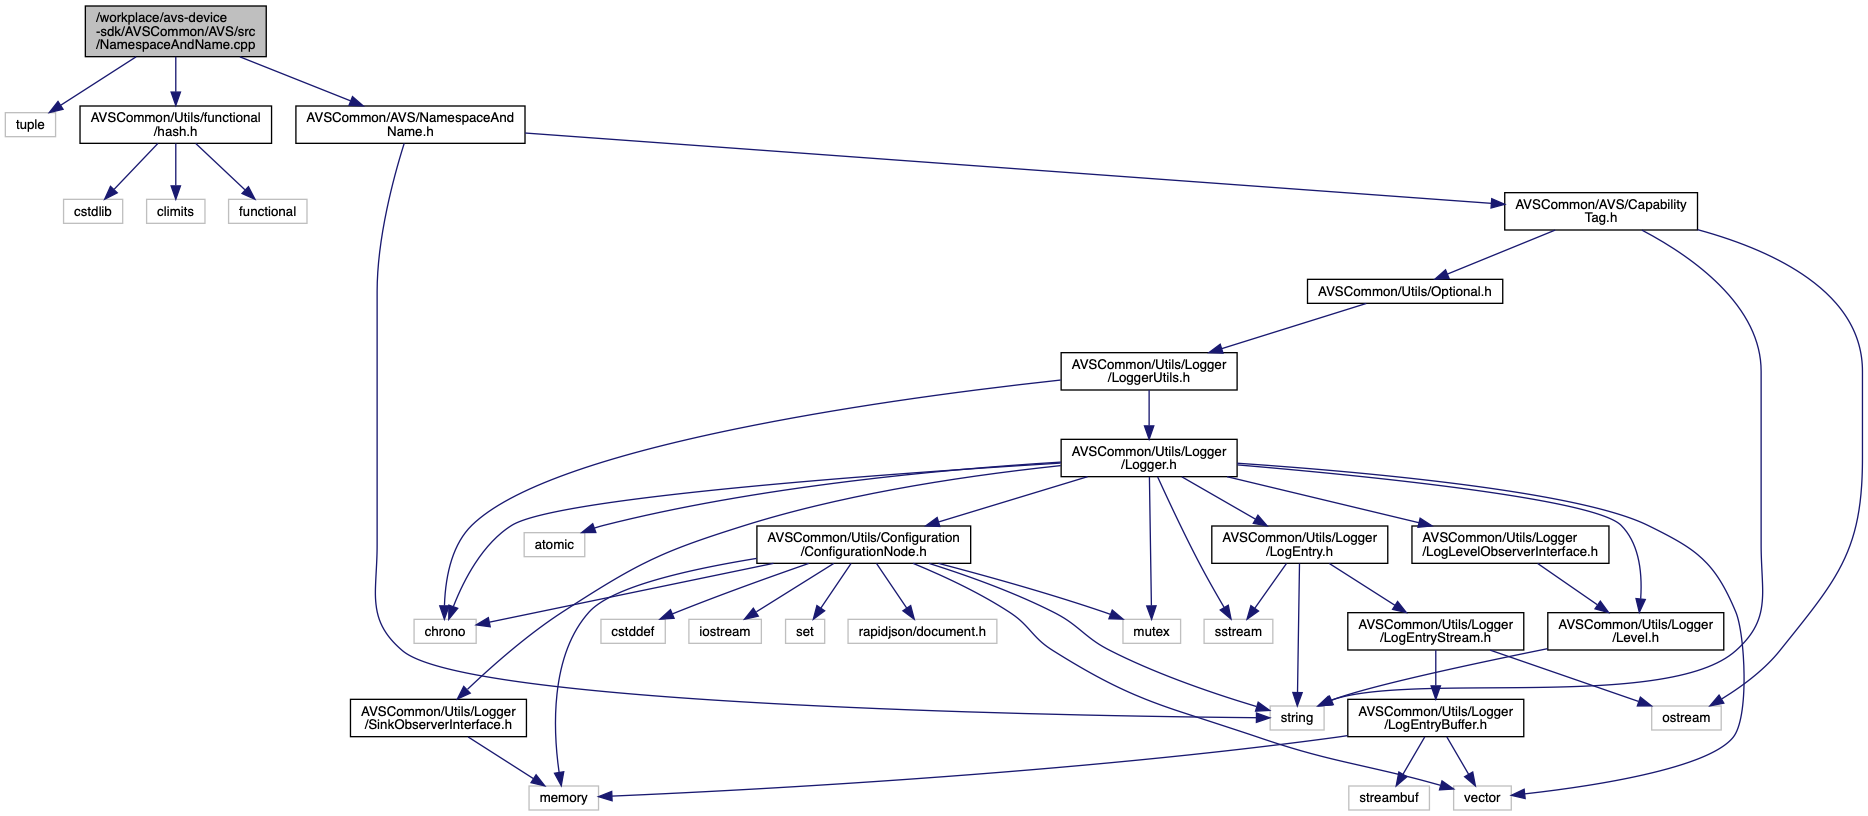 /workplace/avs-device
-sdk/AVSCommon/AVS/src
/NamespaceAndName.cpp
tuple
AVSCommon/Utils/functional
/hash.h
AVSCommon/AVS/NamespaceAnd
Name.h
cstdlib
climits
functional
AVSCommon/AVS/Capability
Tag.h
AVSCommon/Utils/Optional.h
AVSCommon/Utils/Logger
/LoggerUtils.h
AVSCommon/Utils/Logger
/Logger.h
atomic
AVSCommon/Utils/Configuration
/ConfigurationNode.h
AVSCommon/Utils/Logger
/LogEntry.h
AVSCommon/Utils/Logger
/LogLevelObserverInterface.h
chrono
cstddef
iostream
set
rapidjson/document.h
mutex
sstream
AVSCommon/Utils/Logger
/LogEntryStream.h
AVSCommon/Utils/Logger
/Level.h
AVSCommon/Utils/Logger
/SinkObserverInterface.h
string
AVSCommon/Utils/Logger
/LogEntryBuffer.h
ostream
memory
streambuf
vector